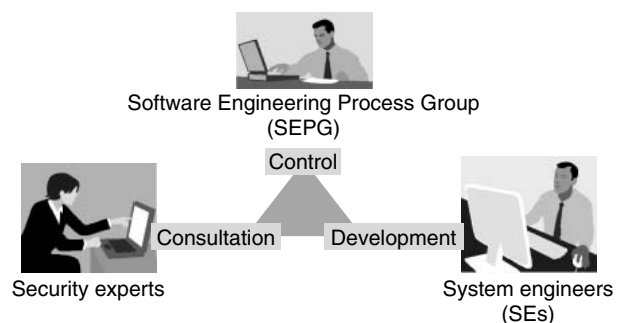 Software Engineering Process Group
(SEPG)
Control
Consultation
Development
Security experts
System engineers
(SEs)